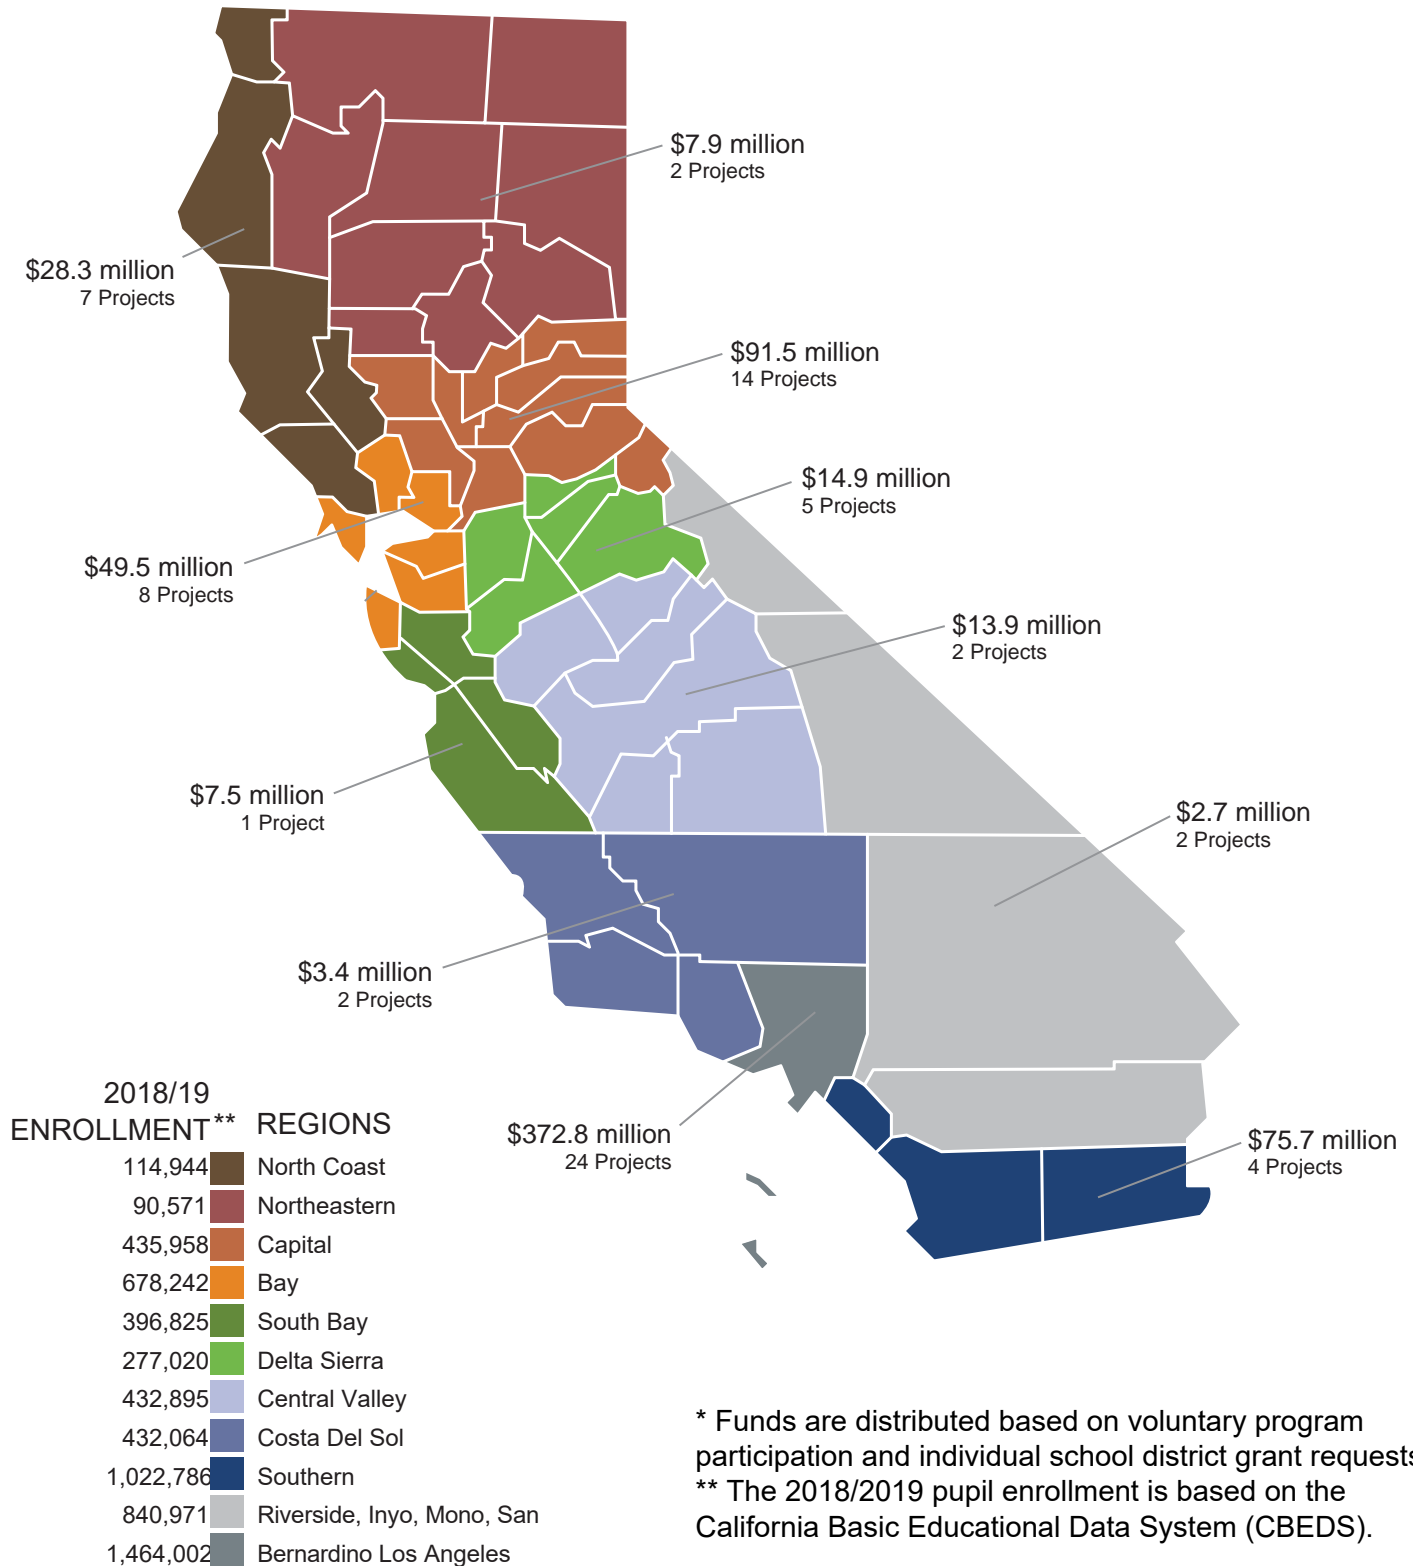 $7.9 million
2 Projects
$28.3 million
7 Projects
$91.5 million
14 Projects
$14.9 million
5 Projects
$49.5 million
8 Projects
$13.9 million
2 Projects
$7.5 million
1 Project
$2.7 million
2 Projects
$3.4 million
2 Projects
$372.8 million
24 Projects
$75.7 million
4 Projects
2018/19
ENROLLMENT** REGIONS
114,944 North Coast
90,571 Northeastern
435,958 Capital
678,242 Bay
396,825 South Bay
277,020 Delta Sierra
432,895 Central Valley
432,064 Costa Del Sol
1,022,786 Southern
840,971 Riverside, Inyo, Mono, San
1,464,002 Bernardino Los Angeles
* Funds are distributed based on voluntary program
participation and individual school district grant requests
** The 2018/2019 pupil enrollment is based on the
California Basic Educational Data System (CBEDS).